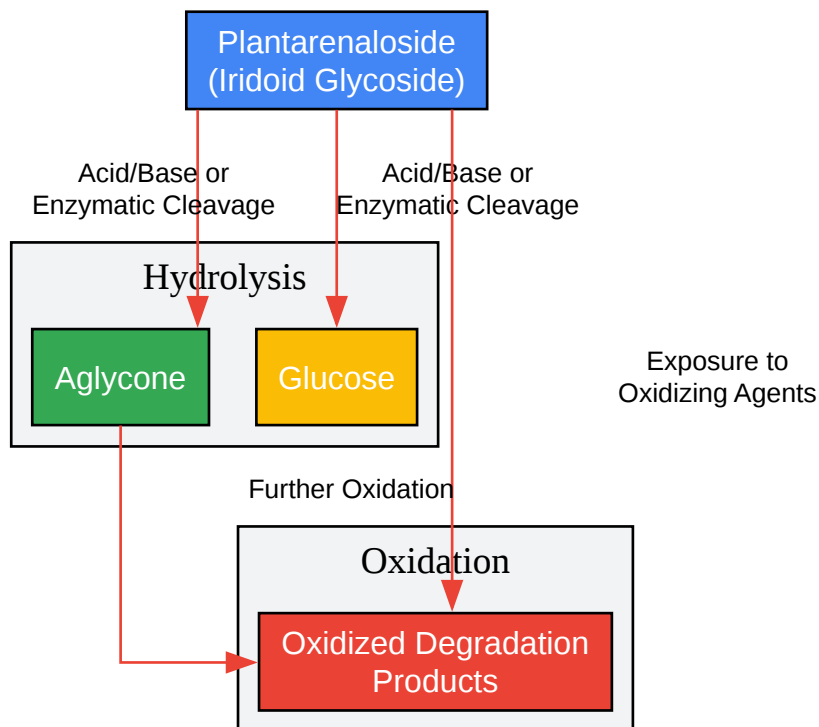 Plantarenaloside
(Iridoid Glycoside)
Acid/Base or
Enzymatic Cleavage
Acid/Base or
Enzymatic Cleavage
Hydrolysis
Aglycone
Glucose
Exposure to
Oxidizing Agents
Further Oxidation
Oxidation
Oxidized Degradation
Products